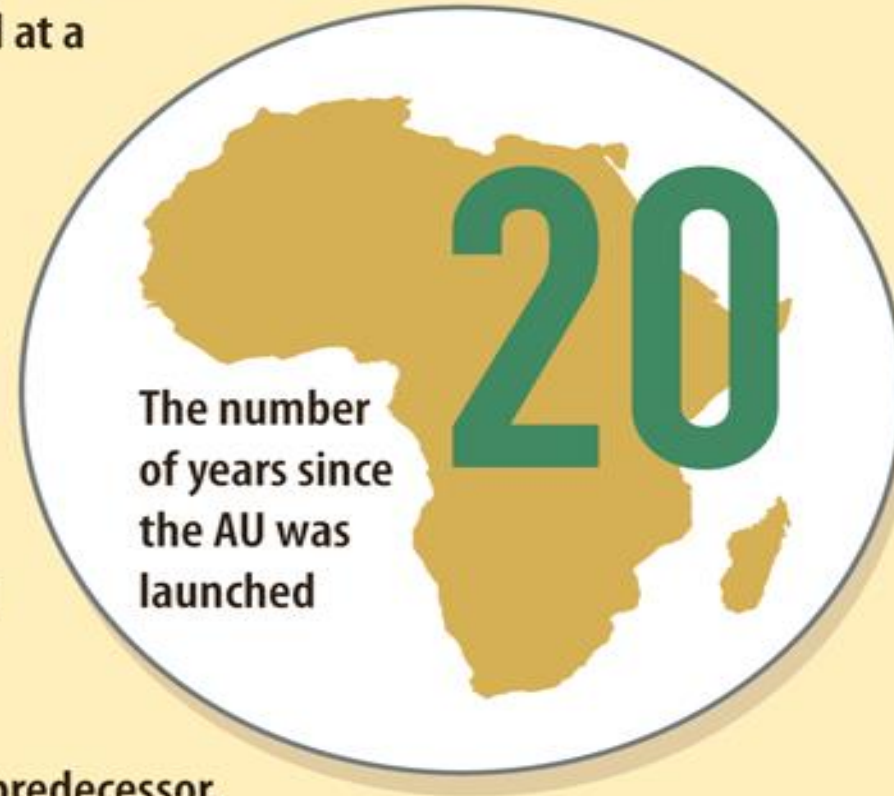 at a
20
The number
of years since
the AU was
launched
predecessor